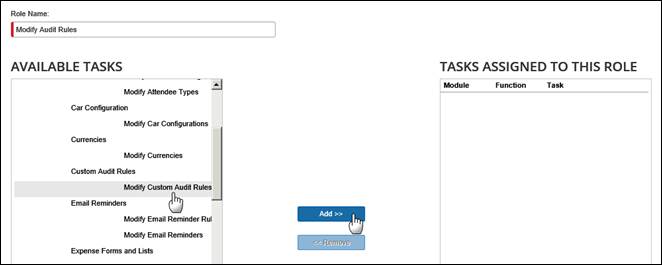 Role Name:
Modify Audit Rules
AVAILABLE TASKS
Modify Attendee Types
Car Configuration
Modify Car Configurations
Currencies
Modify Currencies
Custom Audit Rules
Modify Custom Audit Rules
Email Reminders
Modify Email Reminder Rul
Modify Email Reminders
Expense Forms and Lists
Add >>
<< Remove
TASKS ASSIGNED TO THIS ROLE
Module Function Task